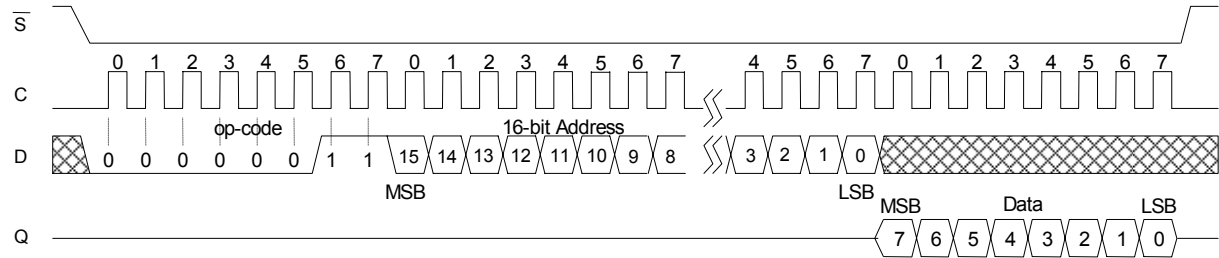 S
0 1 2 3 4 5 6 7 0 1 2 3 4 5 6 7 4 5 6 7 0 1 2 3 4 5 6 7
C
op-code 16-bit Address
D 0 0 0 0 0 0 1 1 15 14 13 12 11 10 9 8 3 2 1 0
MSB LSB MSB Data LSB
Q 7 6 5 4 3 2 1 0